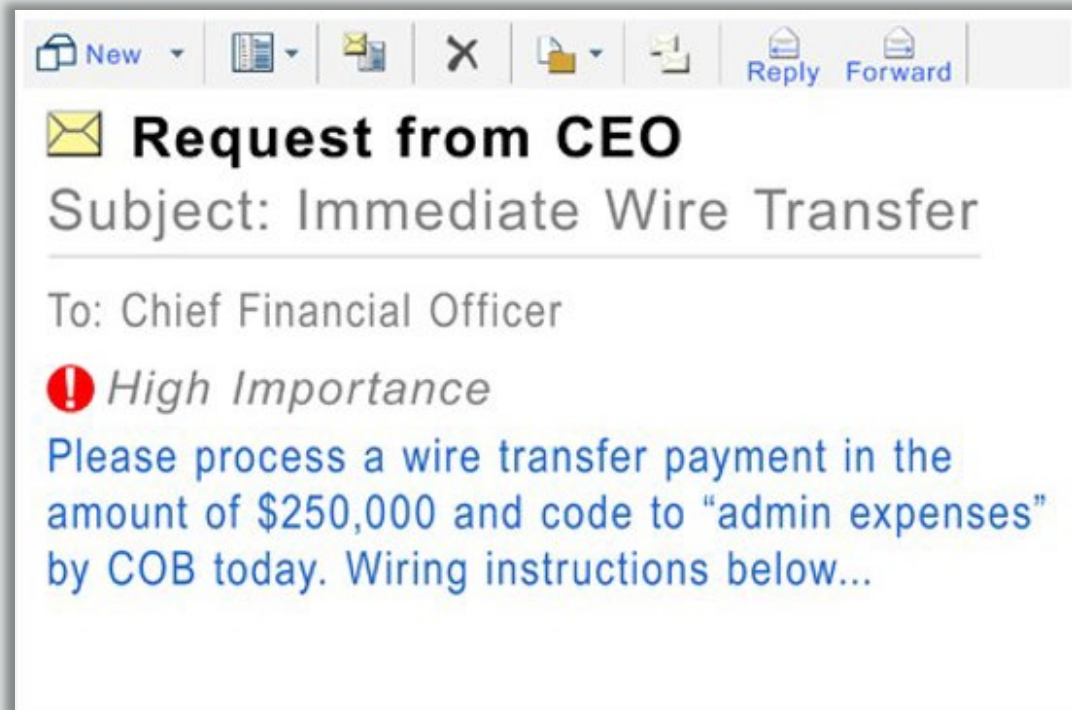 New
Reply Forward
Request from CEO
Subject: Immediate Wire Transfer
To: Chief Financial Officer
! High Importance
Please process a wire transfer payment in the
amount of $250,000 and code to “admin expenses”
by COB today. Wiring instructions below...